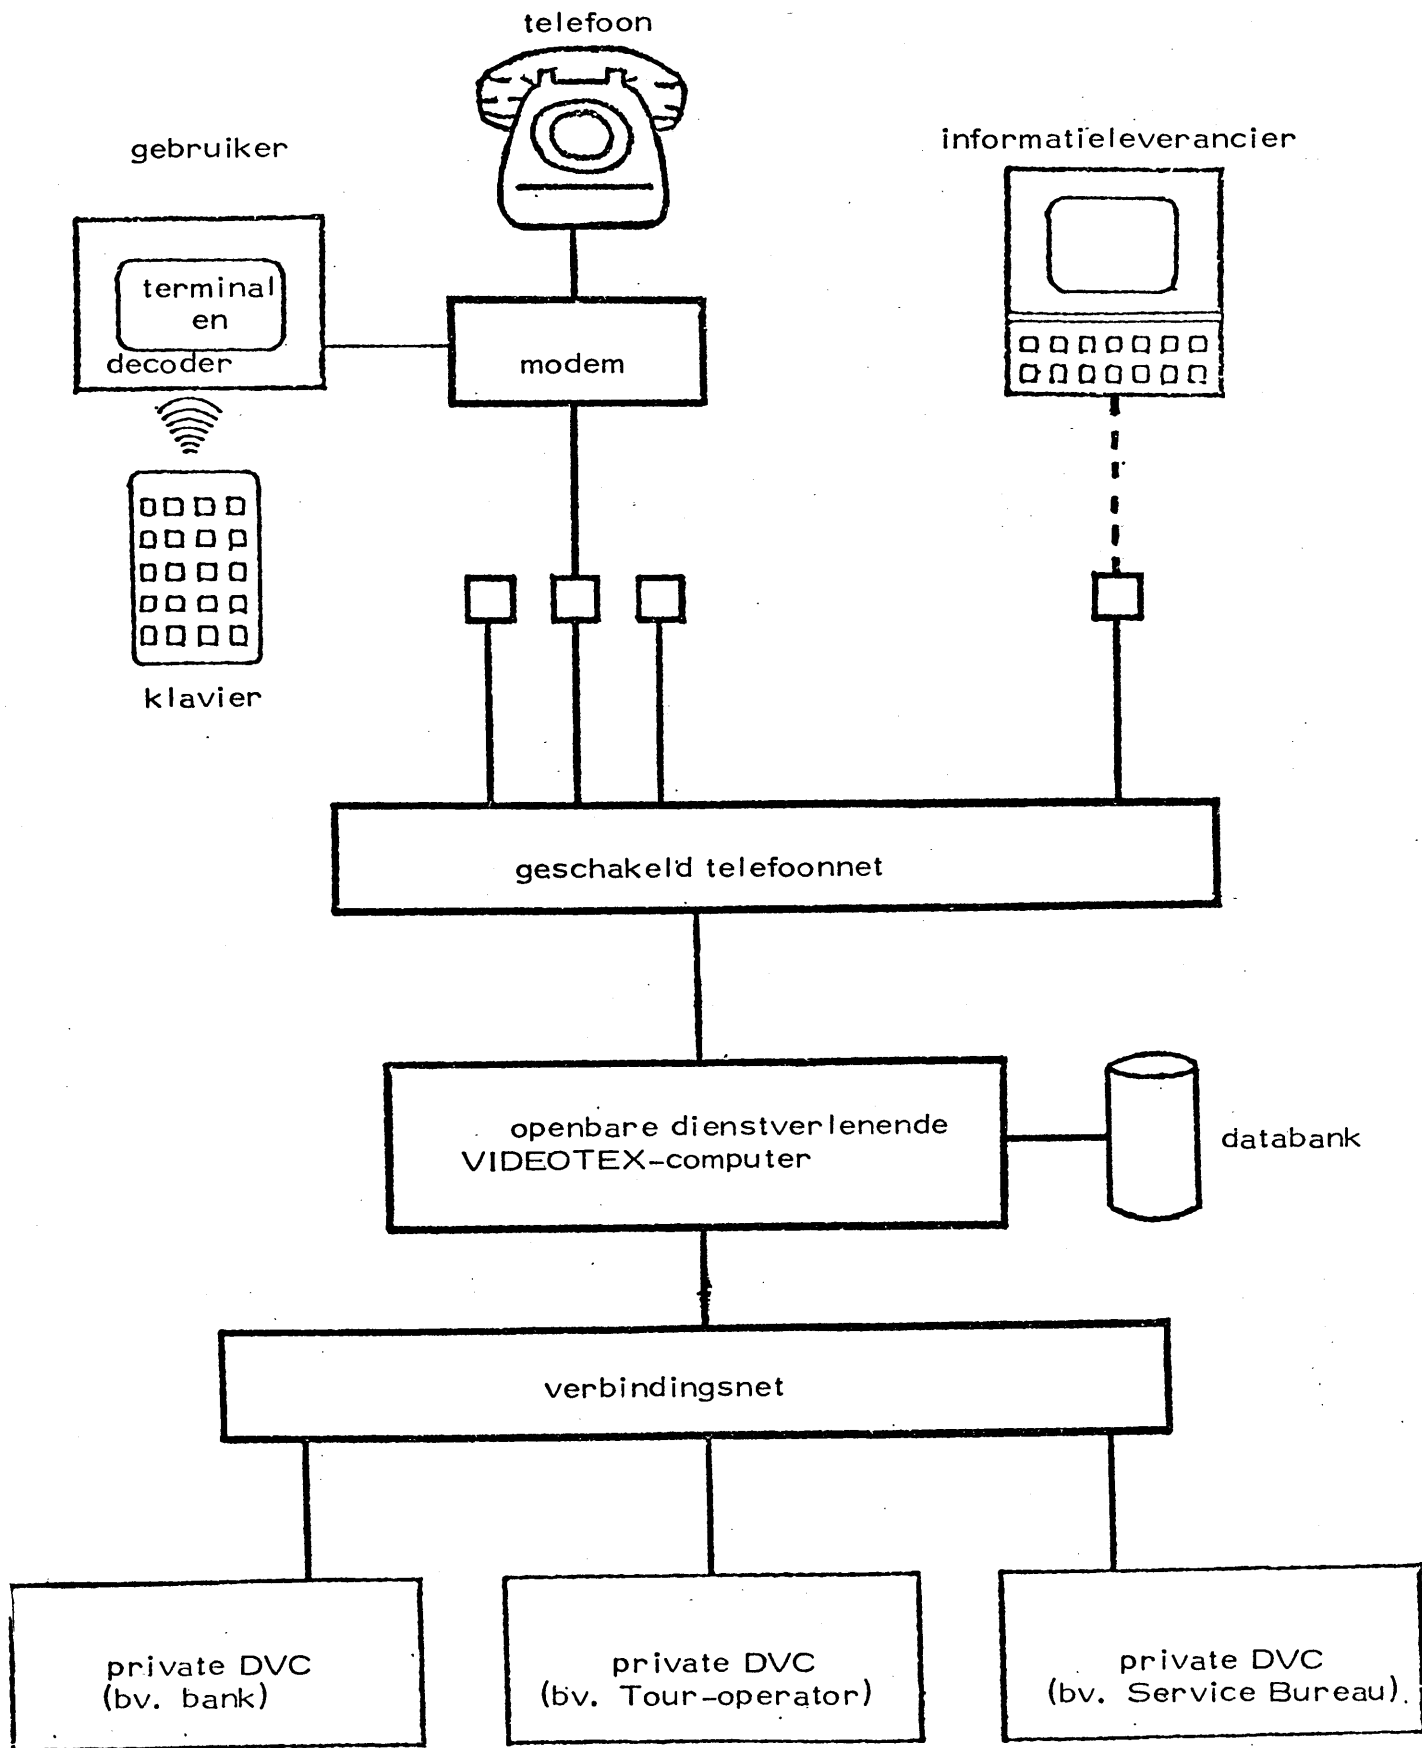 telefoon
gebruiker
informatieleverancier
terminal
en
decoder
modem
klavier
geschakeld telefoonnet
openbare dienstverlenende
VIDEOTEX-computer
databank
verbindingsnet
private DVC
(bv. bank)
private DVC
(bv. Tour-operator)
private DVC
(bv. Service Bureau).